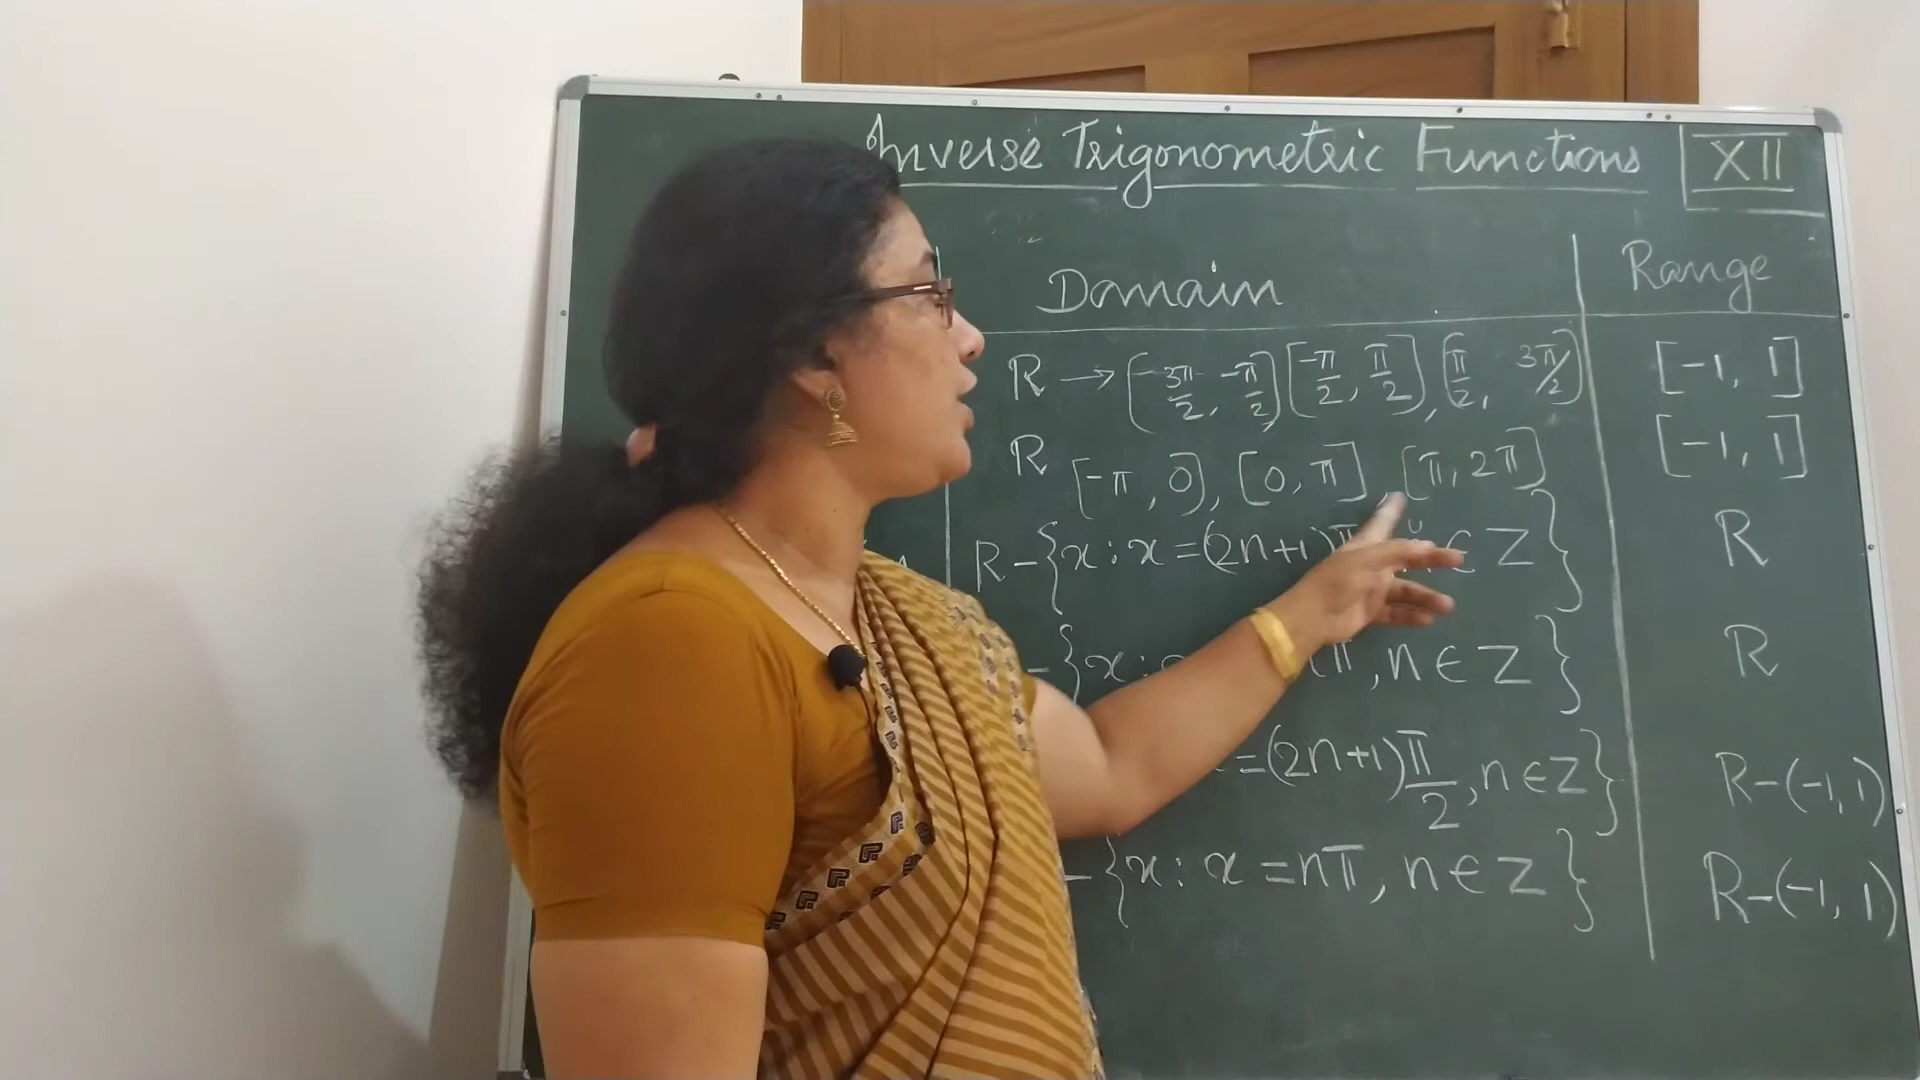 Inverse Trigonometric Functions XII
Domain Range
R → (-3π/2, -π/2) [-π/2, π/2], [π/2, 3π/2] [-1, 1]
R [-π, 0], [0, π], [π, 2π] [-1, 1]
R - {x : x = (2n+1)π ∈ Z} R
- {x : π, n ∈ Z} R
= (2n+1)π/2, n ∈ Z} R-(-1, 1)
- {x : x = nπ, n ∈ Z} R-(-1, 1)